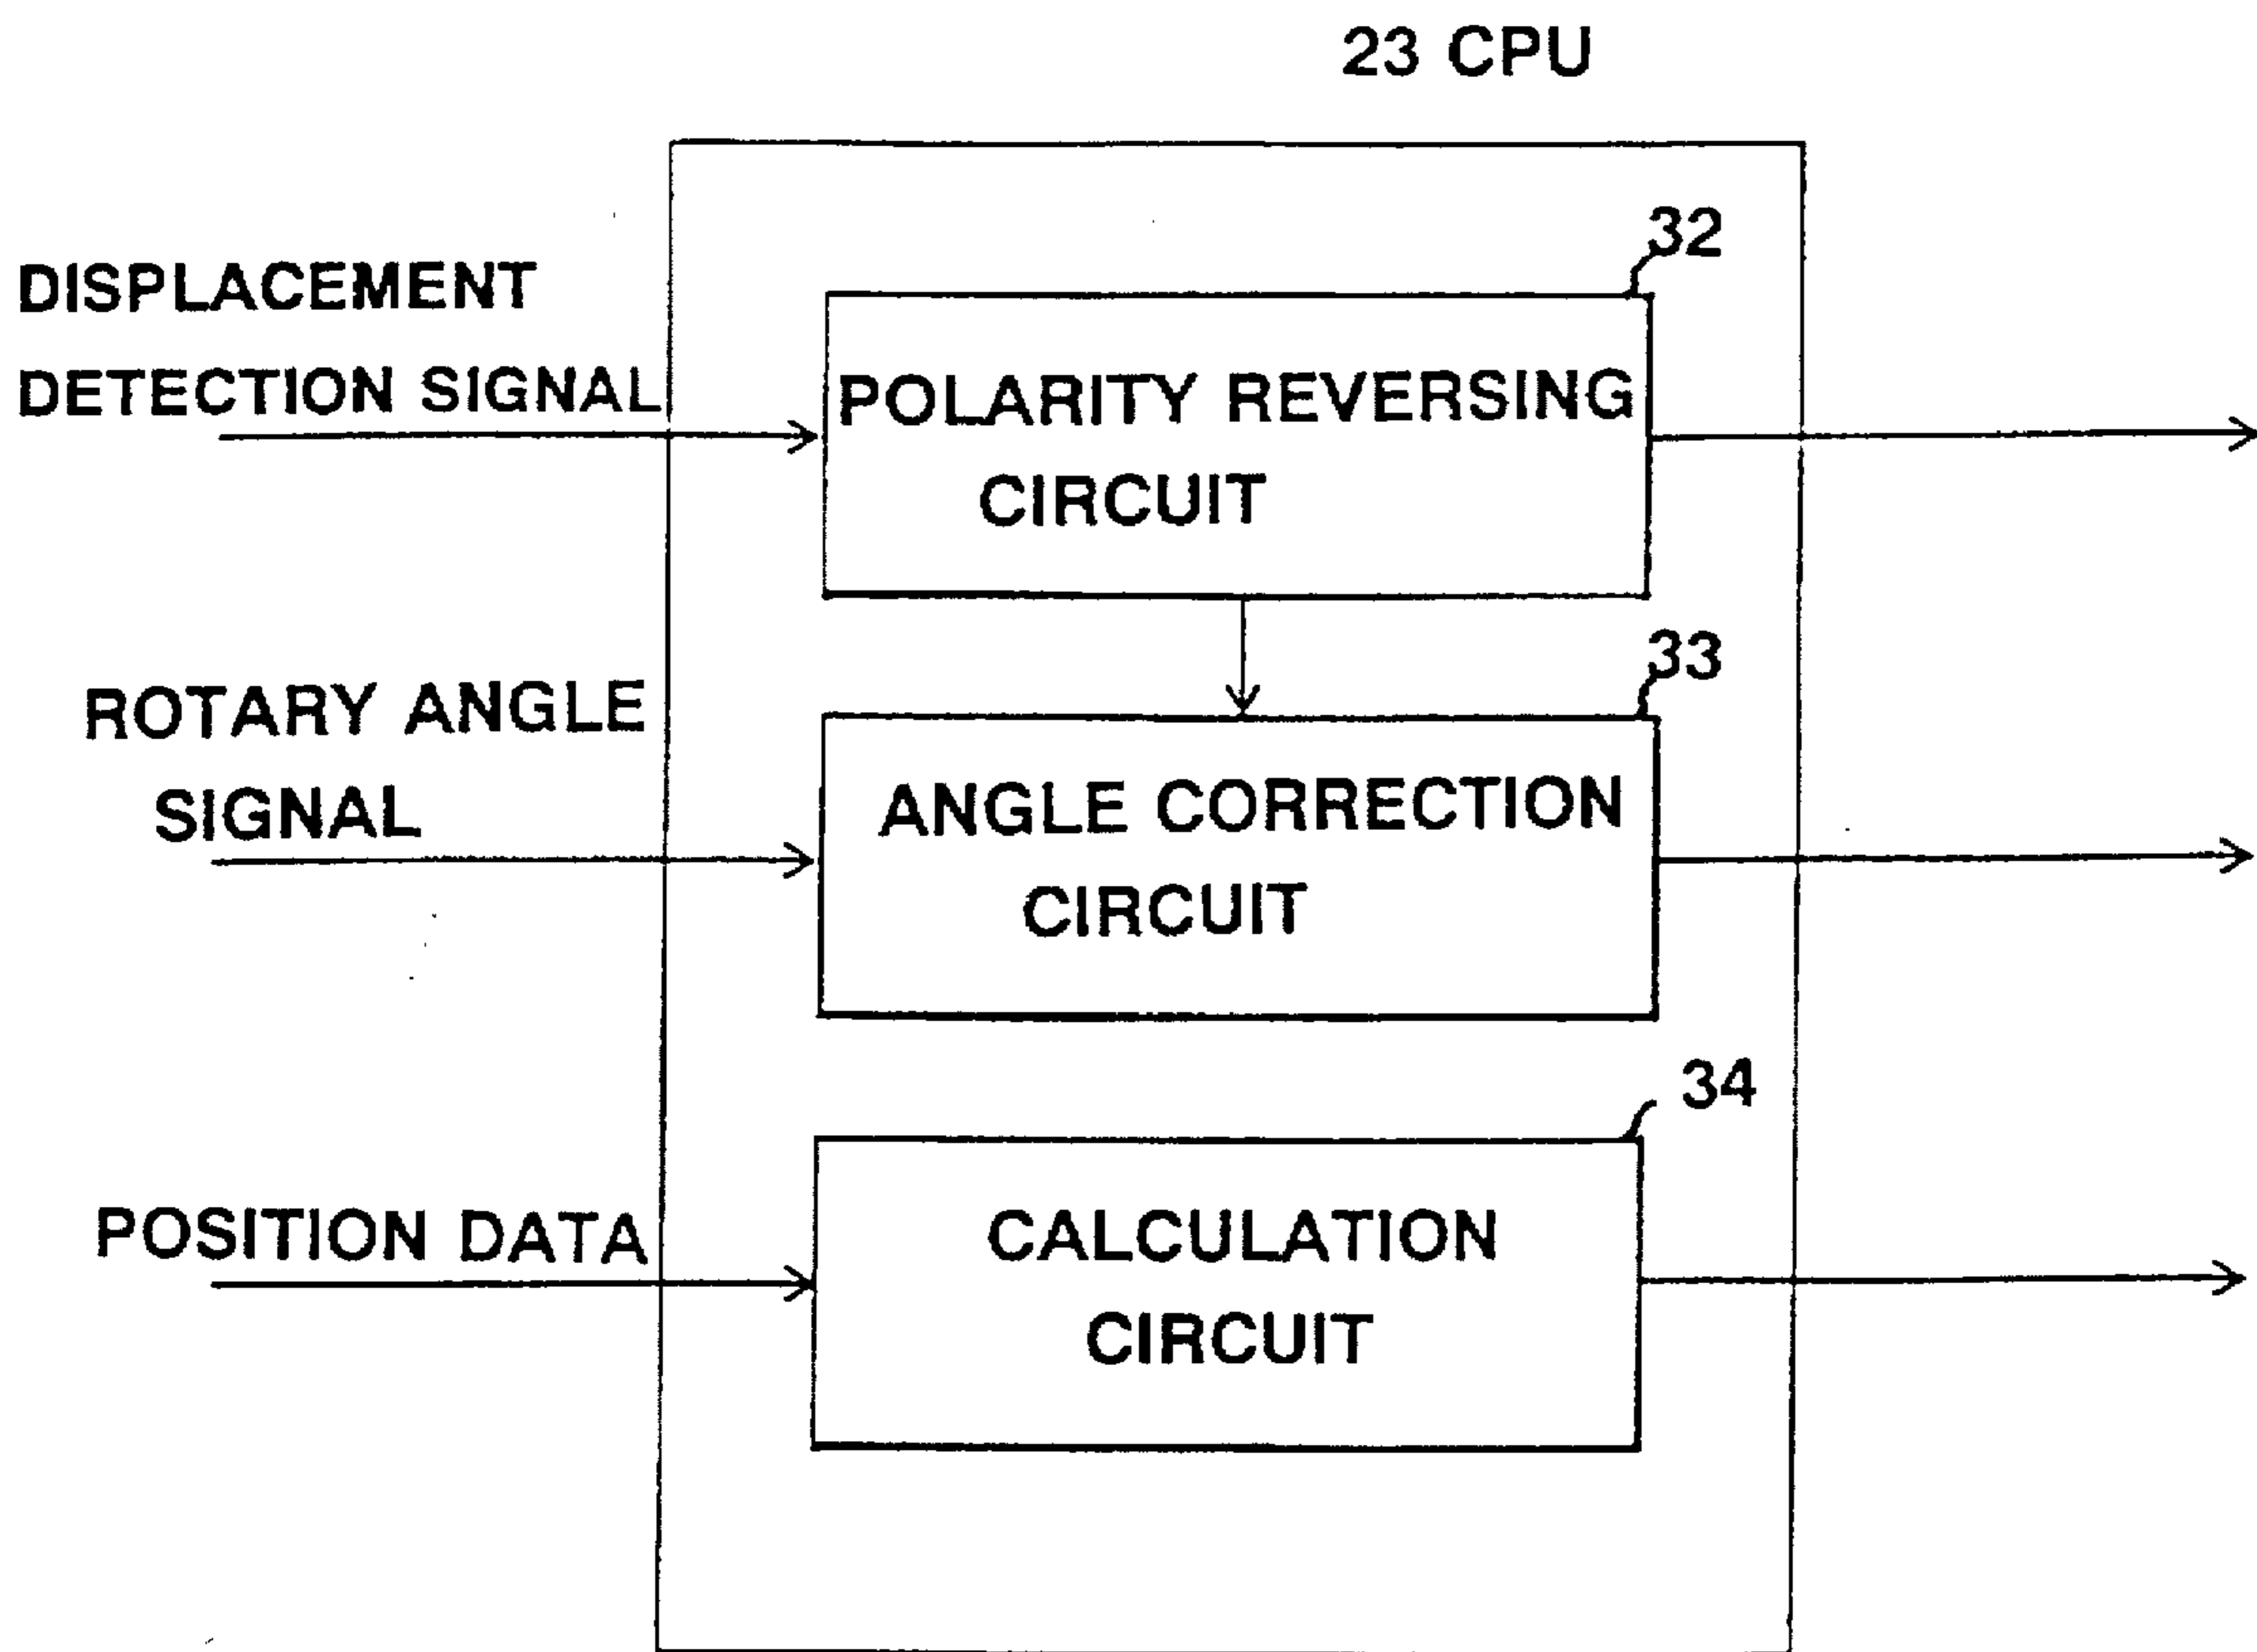 23 CPU
32
DISPLACEMENT
DETECTION SIGNAL
POLARITY REVERSING
CIRCUIT
33
ROTARY ANGLE
SIGNAL
ANGLE CORRECTION
CIRCUIT
34
POSITION DATA
CALCULATION
CIRCUIT